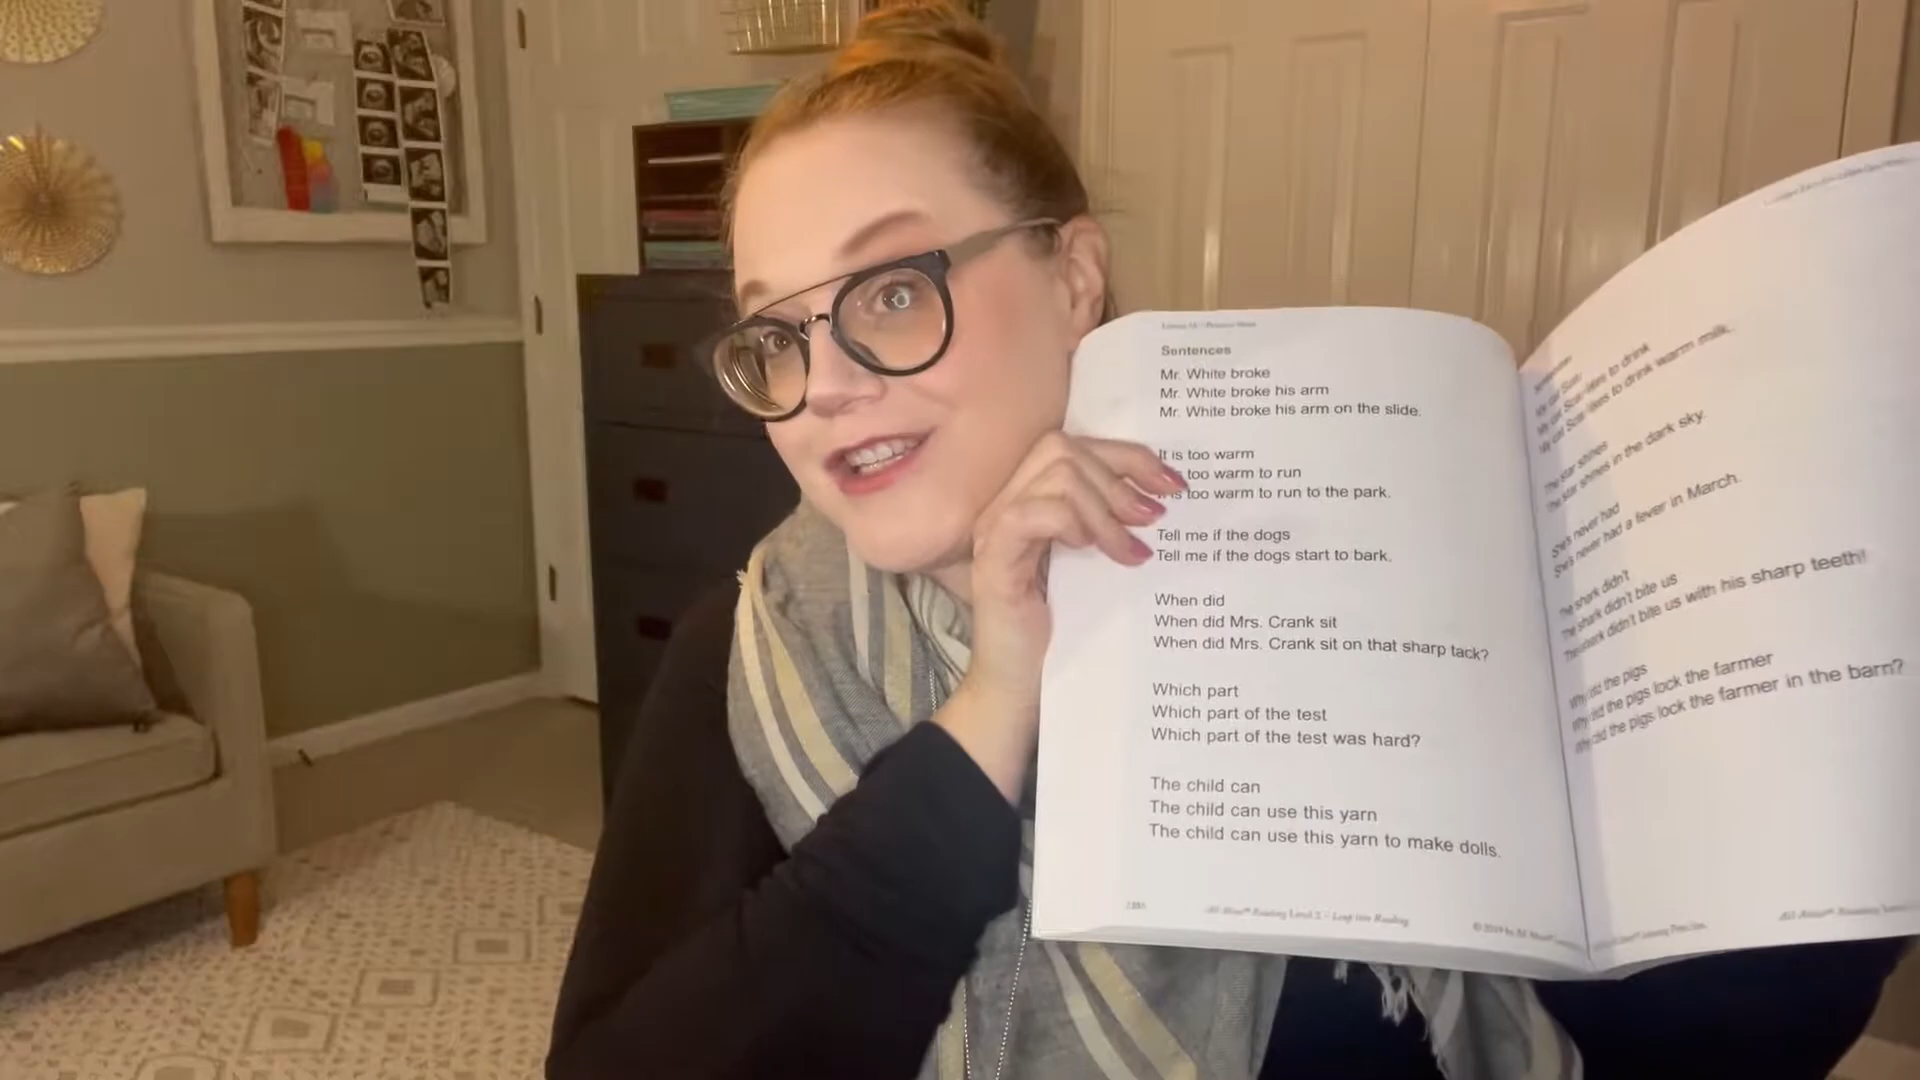 Sentences
Mr. White broke
Mr. White broke his arm
Mr. White broke his arm on the slide.
It is too warm
too warm to run
is too warm to run to the park.
Tell me if the dogs
Tell me if the dogs start to bark.
When did
When did Mrs. Crank sit
When did Mrs. Crank sit on that sharp tack?
Which part
Which part of the test
Which part of the test was hard?
The child can
The child can use this yarn
The child can use this yarn to make dolls.
Reading Level 2 – Leap into Reading
to drink
to drink warm milk.
The star shines
The star shines in the dark sky.
She's never had
She's never had a fever in March.
The shark didn't
The shark didn't bite us
The shark didn't bite us with his sharp teeth!
Why did the pigs
Why did the pigs lock the farmer
Why did the pigs lock the farmer in the barn?